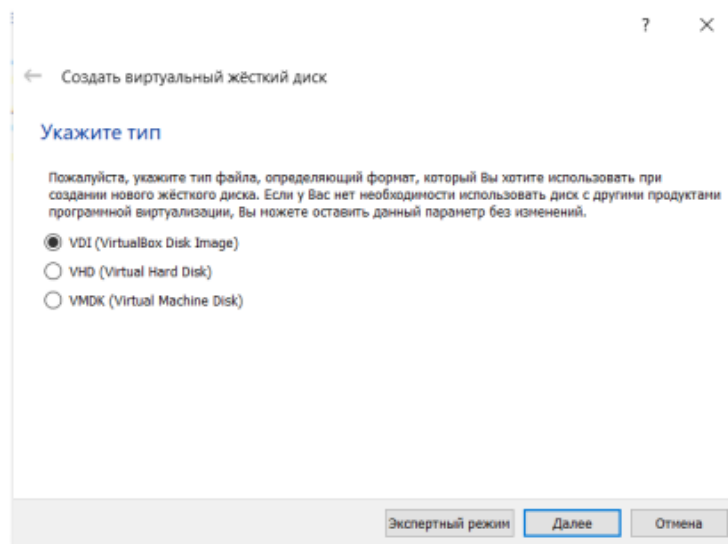 ?
Создать виртуальный жёсткий диск
Укажите тип
Пожалуйста, укажите тип файла, определяющий формат, который Вы хотите использовать при
создании нового жёсткого диска. Если у Вас нет необходимости использовать диск с другими продуктами
программной виртуализации, Вы можете оставить данный параметр без изменений.
VDI (VirtualBox Disk Image)
VHD (Virtual Hard Disk)
VMDK (Virtual Machine Disk)
Экспертный режим Далее Отмена